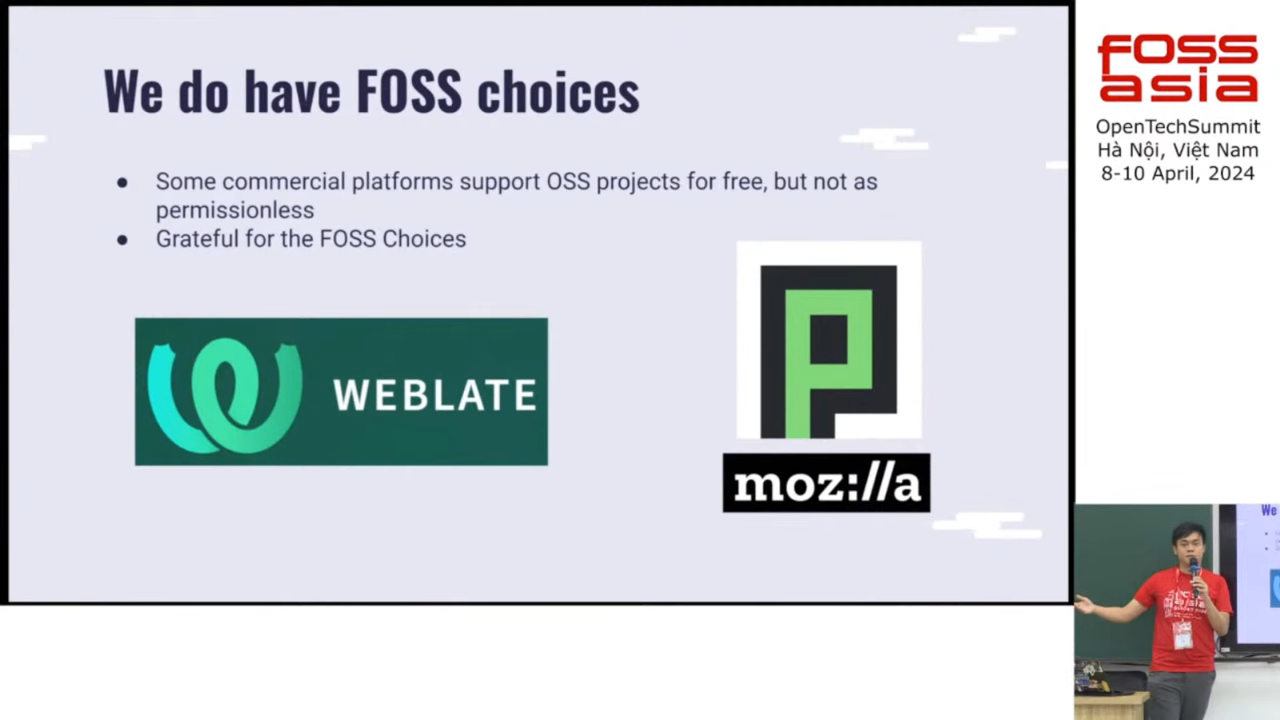 We do have FOSS choices
● Some commercial platforms support OSS projects for free, but not as
permissionless
● Grateful for the FOSS Choices
WEBLATE
moz://a
FOSS
asia
OpenTechSummit
Hà Nội, Việt Nam
8-10 April, 2024
We